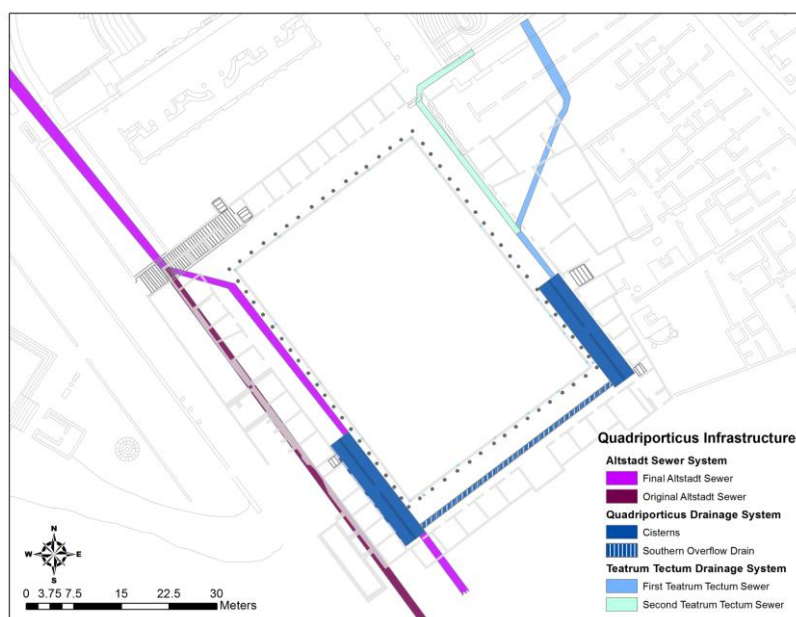 Quadriporticus Infrastructure
Altstadt Sewer System
Final Altstadt Sewer
Original Altstadt Sewer
Quadriporticus Drainage System
Cisterns
Southern Overflow Drain
Teatrum Tectum Drainage System
First Teatrum Tectum Sewer
Second Teatrum Tectum Sewer
N
W E
S
0 3.75 7.5 15 22.5 30
Meters